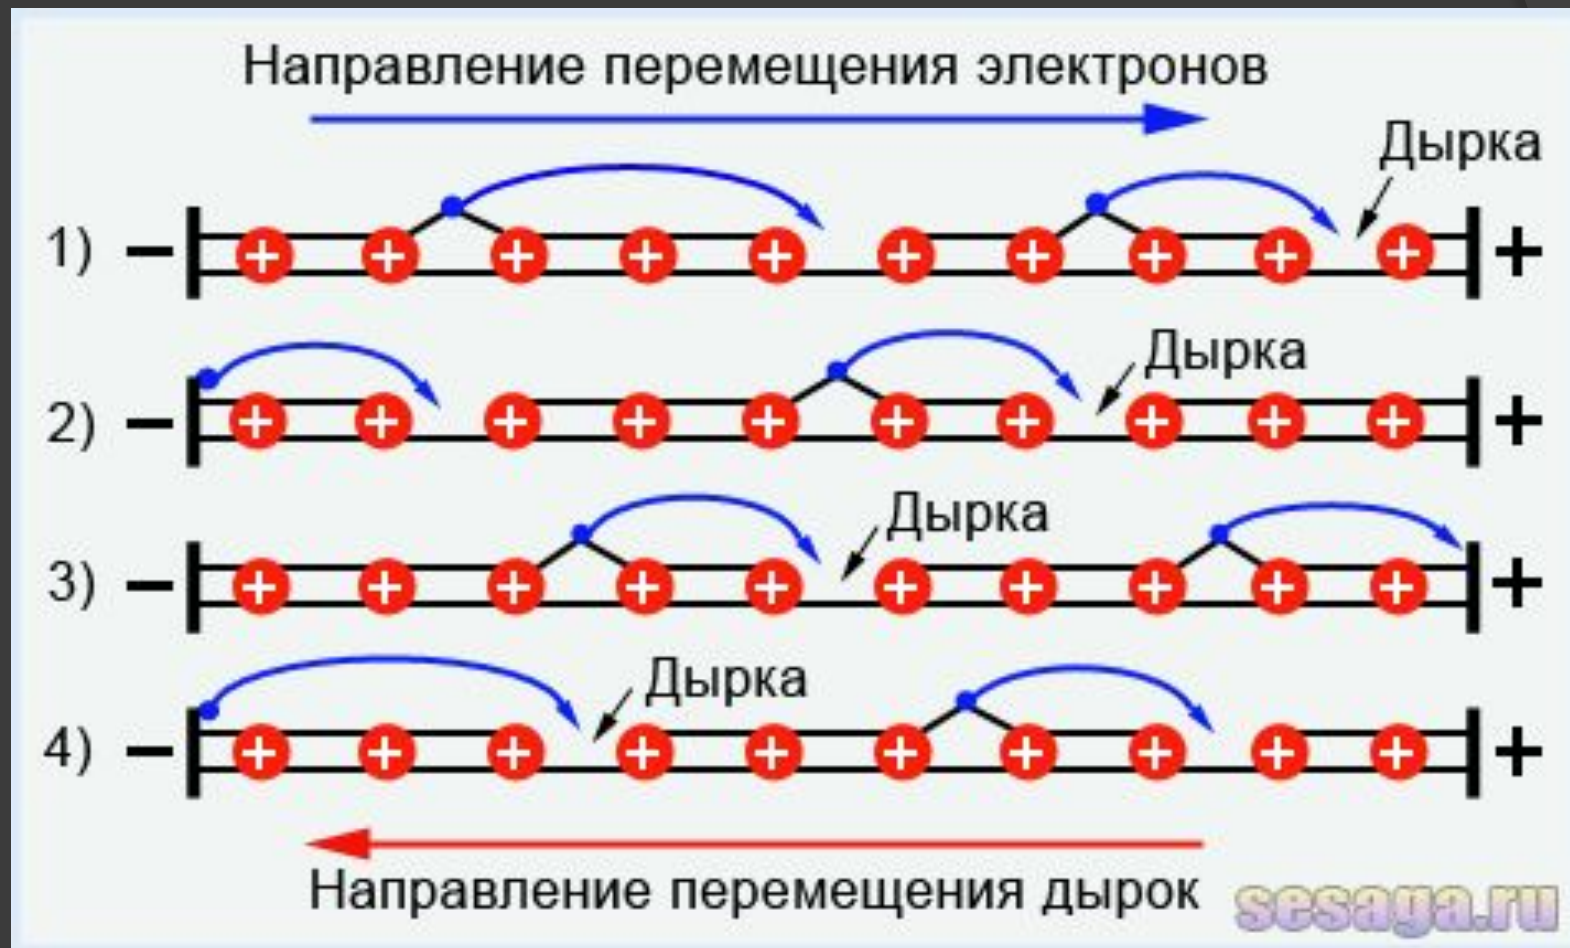 Направление перемещения электронов
Дырка
1) – + + + + + + + + + + +
Дырка
2) – + + + + + + + + + + +
Дырка
3) – + + + + + + + + + + +
Дырка
4) – + + + + + + + + + + +
Направление перемещения дырок
sesaga.ru